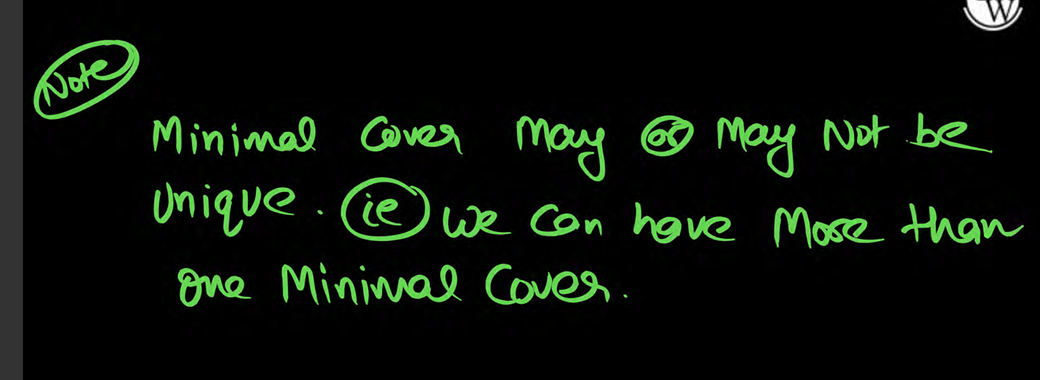 W
Note
Minimal Cover May or May Not be
Unique. ie We Can have More than
one Minimal Cover.